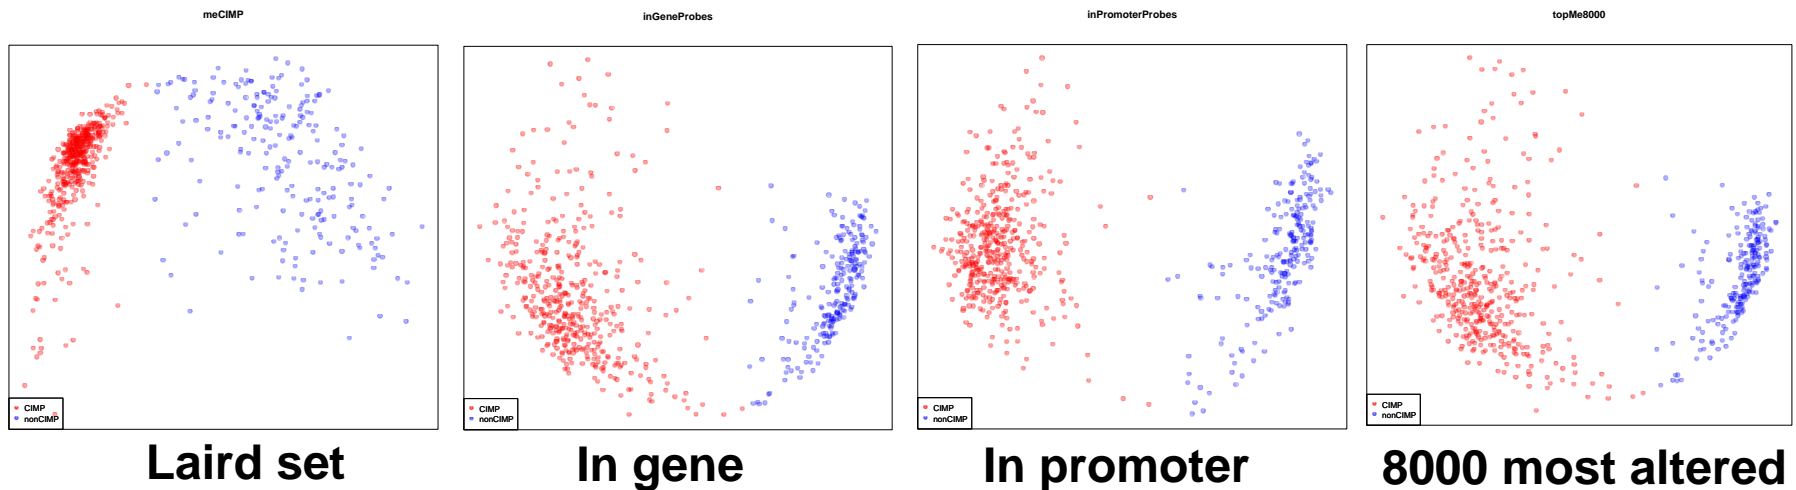 meCIMP
inGeneProbes
inPromoterProbes
topMe8000
CIMP
nonCIMP
CIMP
nonCIMP
CIMP
nonCIMP
CIMP
nonCIMP
Laird set
In gene
In promoter
8000 most altered